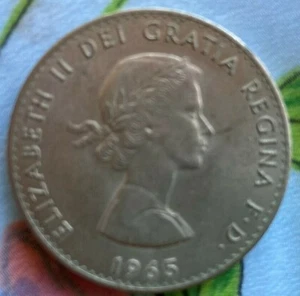 ELIZABETH II DEI GRATIA REGINA F·D·
1965